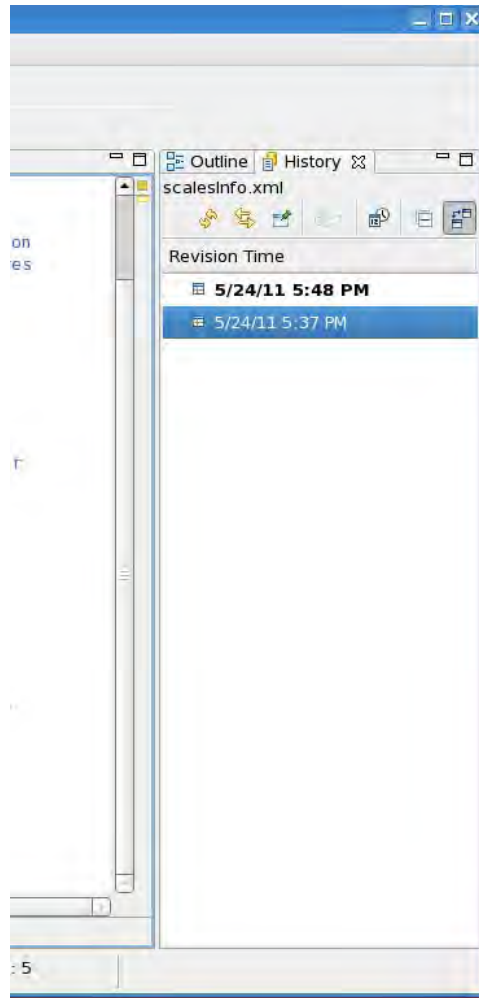 Outline History
scalesInfo.xml
on
es
Revision Time
5/24/11 5:48 PM
5/24/11 5:37 PM
r
: 5